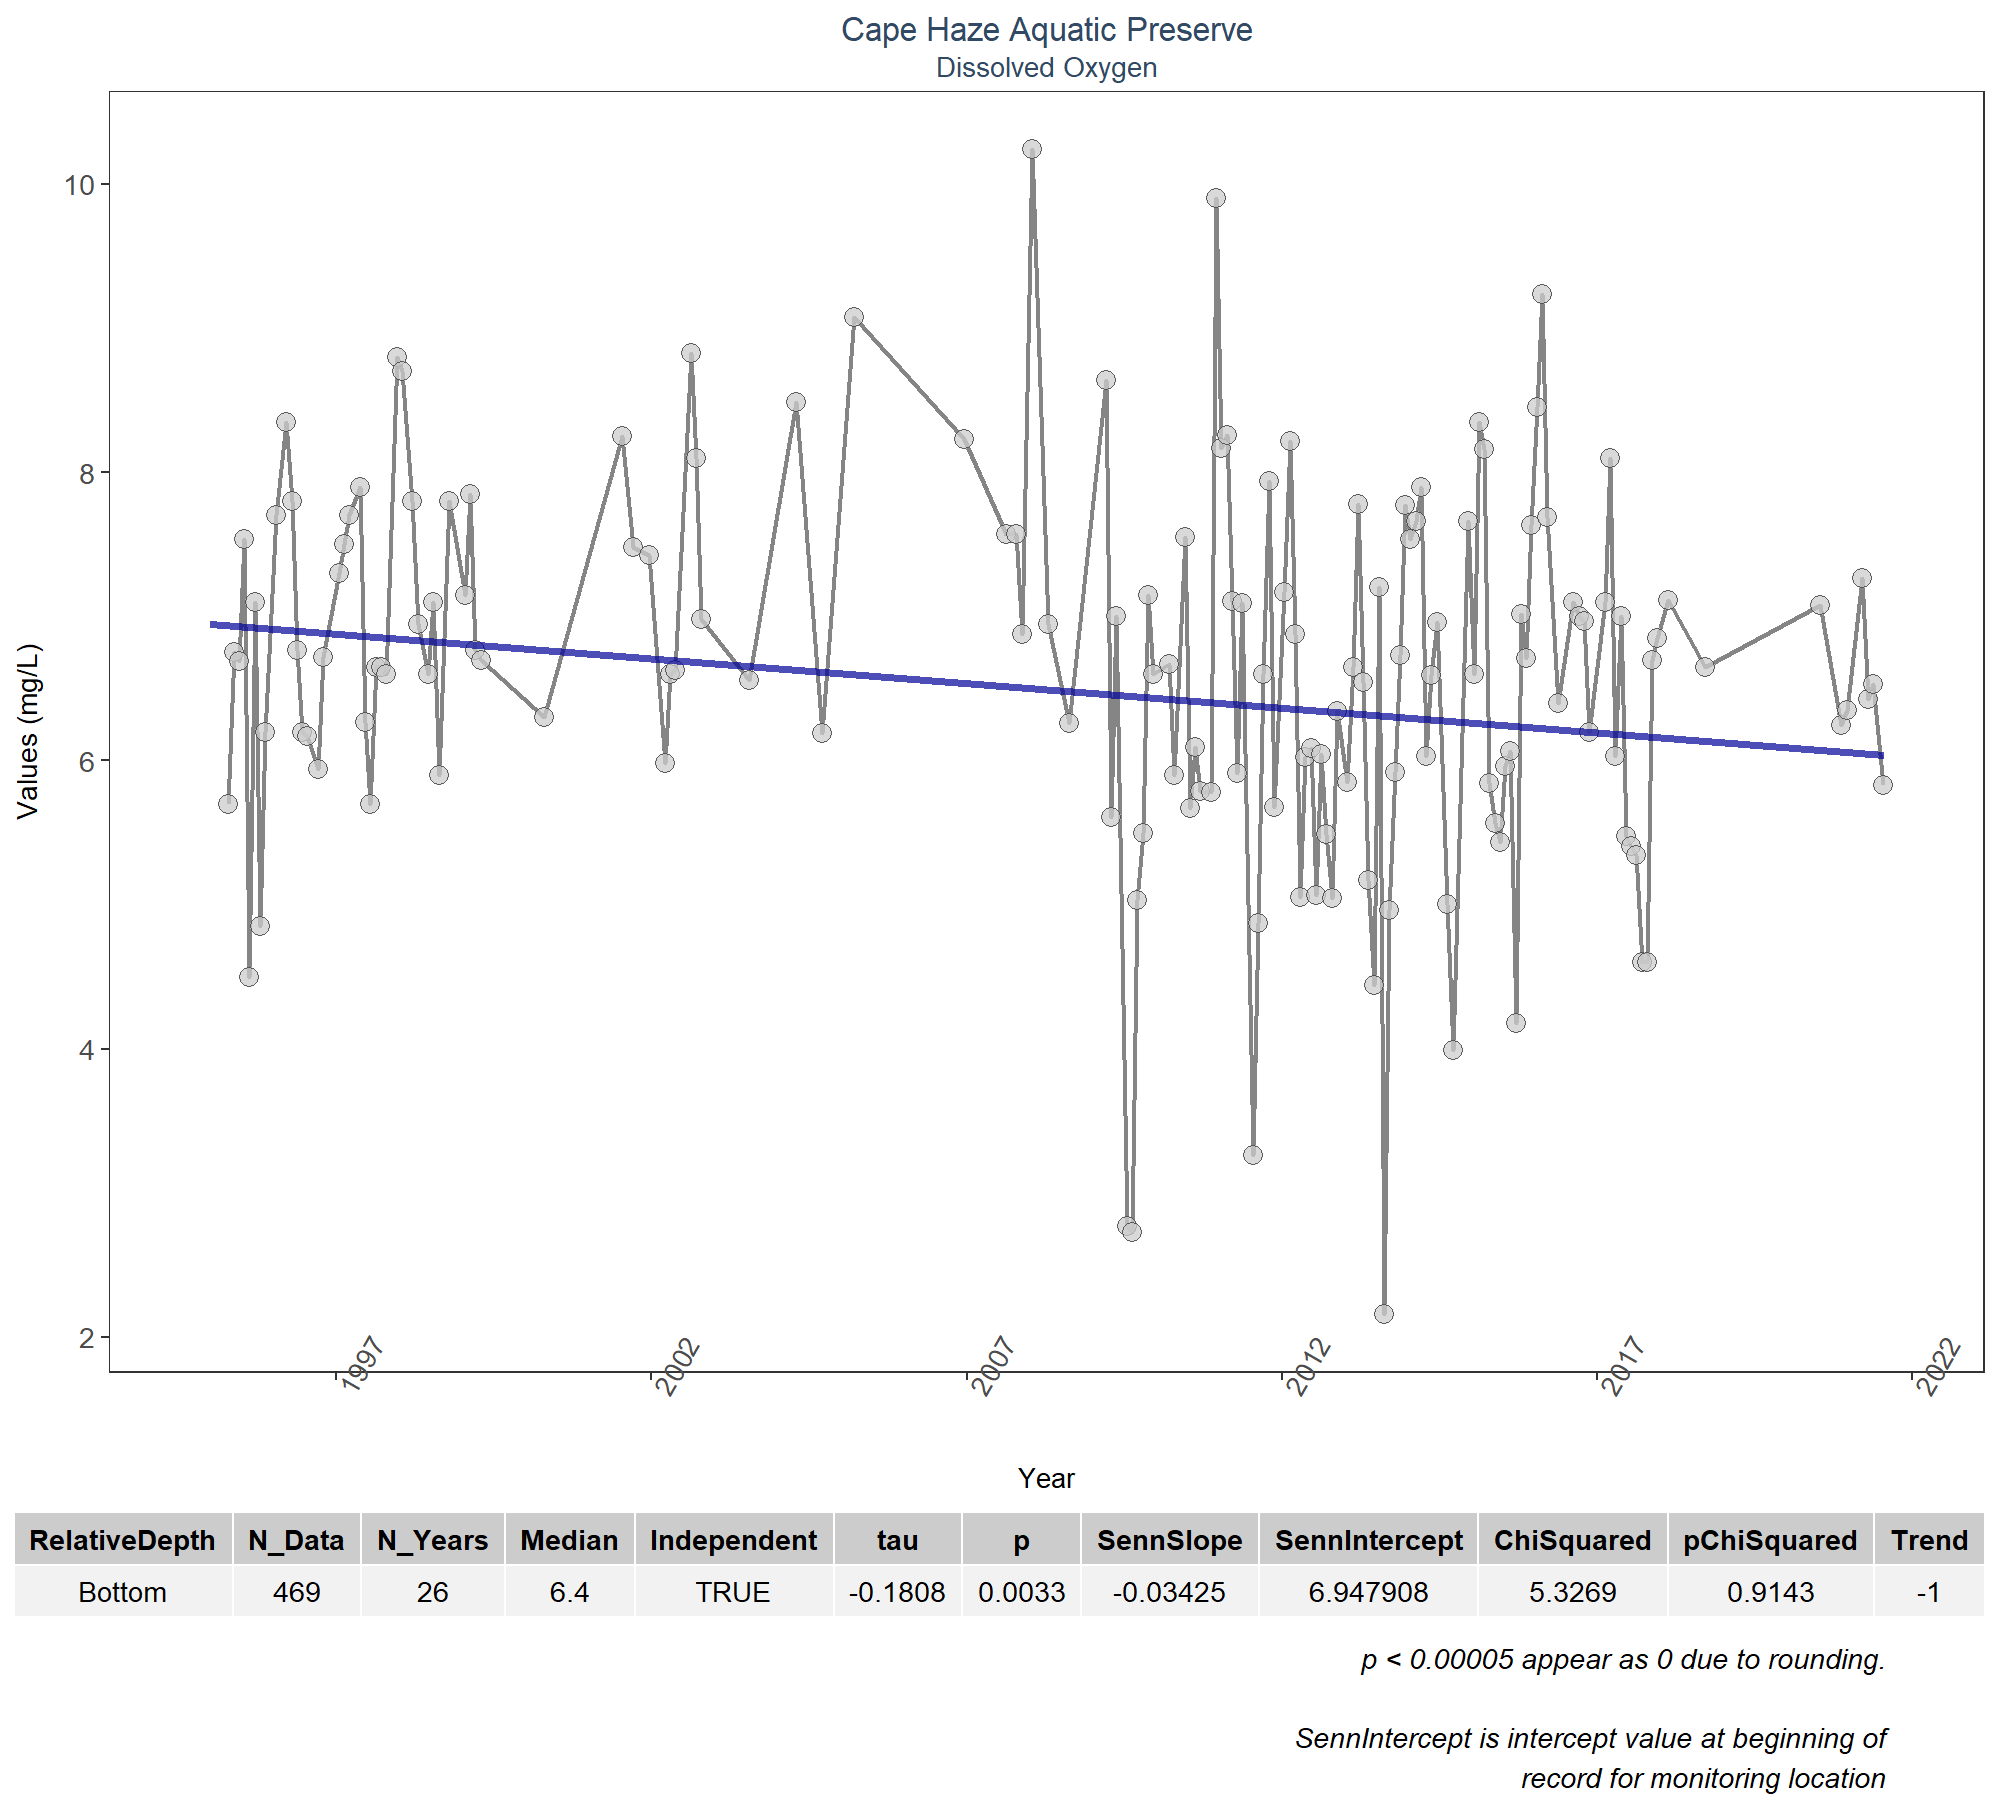 Cape Haze Aquatic Preserve
Dissolved Oxygen
Values (mg/L)
10
8
6
4
2
1997
2002
2007
2012
2017
2022
Year
RelativeDepth N_Data N_Years Median Independent tau p SennSlope SennIntercept ChiSquared pChiSquared Trend
Bottom 469 26 6.4 TRUE -0.1808 0.0033 -0.03425 6.947908 5.3269 0.9143 -1
p < 0.00005 appear as 0 due to rounding.
SennIntercept is intercept value at beginning of
record for monitoring location